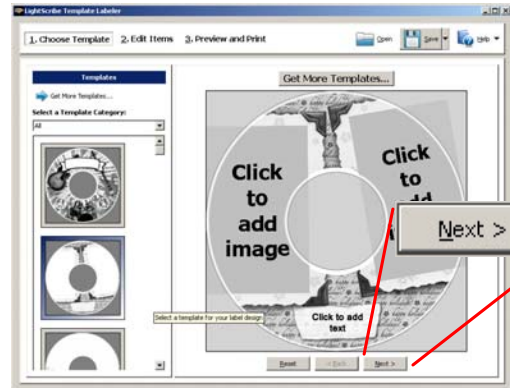 LightScribe Template Labeler
1. Choose Template 2. Edit Items 3. Preview and Print Open Save Help
Templates
Get More Templates...
Select a Template Category:
All
Get More Templates...
Click
to
add
image
Click
to
add
Next >
Click to add
text
Select a template for your label design
Reset < Back Next >